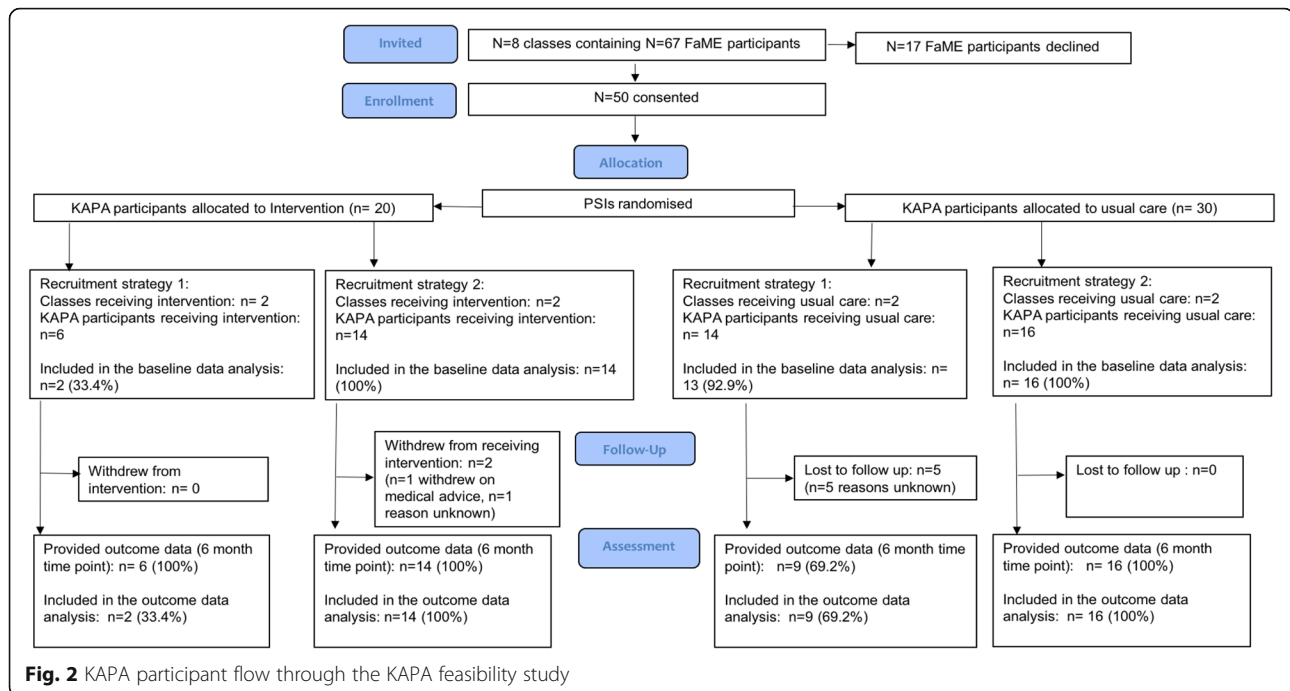 Invited
N=8 classes containing N=67 FaME participants
N=17 FaME participants declined
Enrollment
N=50 consented
Allocation
KAPA participants allocated to Intervention (n= 20)
PSIs randomised
KAPA participants allocated to usual care (n= 30)
Recruitment strategy 1:
Classes receiving intervention: n= 2
KAPA participants receiving intervention:
n=6
Included in the baseline data analysis:
n=2 (33.4%)
Recruitment strategy 2:
Classes receiving intervention: n=2
KAPA participants receiving intervention:
n=14
Included in the baseline data analysis: n=14
(100%)
Recruitment strategy 1:
Classes receiving usual care: n=2
KAPA participants receiving usual care:
n= 14
Included in the baseline data analysis: n=
13 (92.9%)
Recruitment strategy 2:
Classes receiving usual care: n=2
KAPA participants receiving usual care:
n=16
Included in the baseline data analysis:
n= 16 (100%)
Follow-Up
Withdrew from
intervention: n= 0
Withdrew from receiving
intervention: n=2
(n=1 withdrew on
medical advice, n=1
reason unknown)
Lost to follow up: n=5
(n=5 reasons unknown)
Lost to follow up : n=0
Assessment
Provided outcome data (6 month
time point): n= 6 (100%)
Included in the outcome data
analysis: n=2 (33.4%)
Provided outcome data (6 month
time point): n=14 (100%)
Included in the outcome data
analysis: n=14 (100%)
Provided outcome data (6 month time
point): n=9 (69.2%)
Included in the outcome data
analysis: n=9 (69.2%)
Provided outcome data (6 month
time point): n= 16 (100%)
Included in the outcome data
analysis: n= 16 (100%)
Fig. 2 KAPA participant flow through the KAPA feasibility study